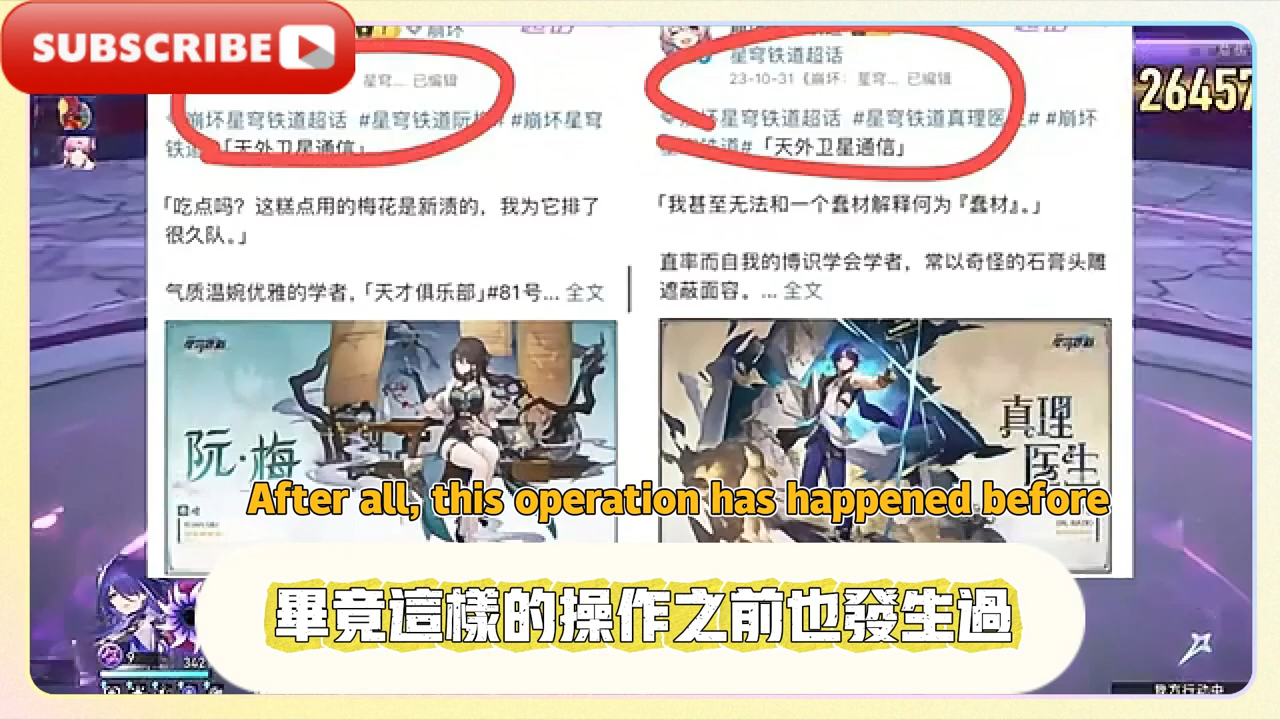 SUBSCRIBE
崩坏
星穹... 已编辑
崩坏星穹铁道超话 #星穹铁道阮 #崩坏星穹
铁道 「天外卫星通信」
「吃点吗？这糕点用的梅花是新渍的，我为它排了
很久队。」
气质温婉优雅的学者，「天才俱乐部」#81号... 全文
阮·梅
星穹铁道超话
23-10-31《崩坏：星穹... 已编辑
坏星穹铁道超话 #星穹铁道真理医生# #崩坏
星穹铁道#「天外卫星通信」
「我甚至无法和一个蠢材解释何为『蠢材』。」
直率而自我的博识学会学者，常以奇怪的石膏头雕
遮蔽面容。... 全文
真理
医生
26457
After all, this operation has happened before
畢竟這樣的操作之前也發生過
9
342
我方行动中